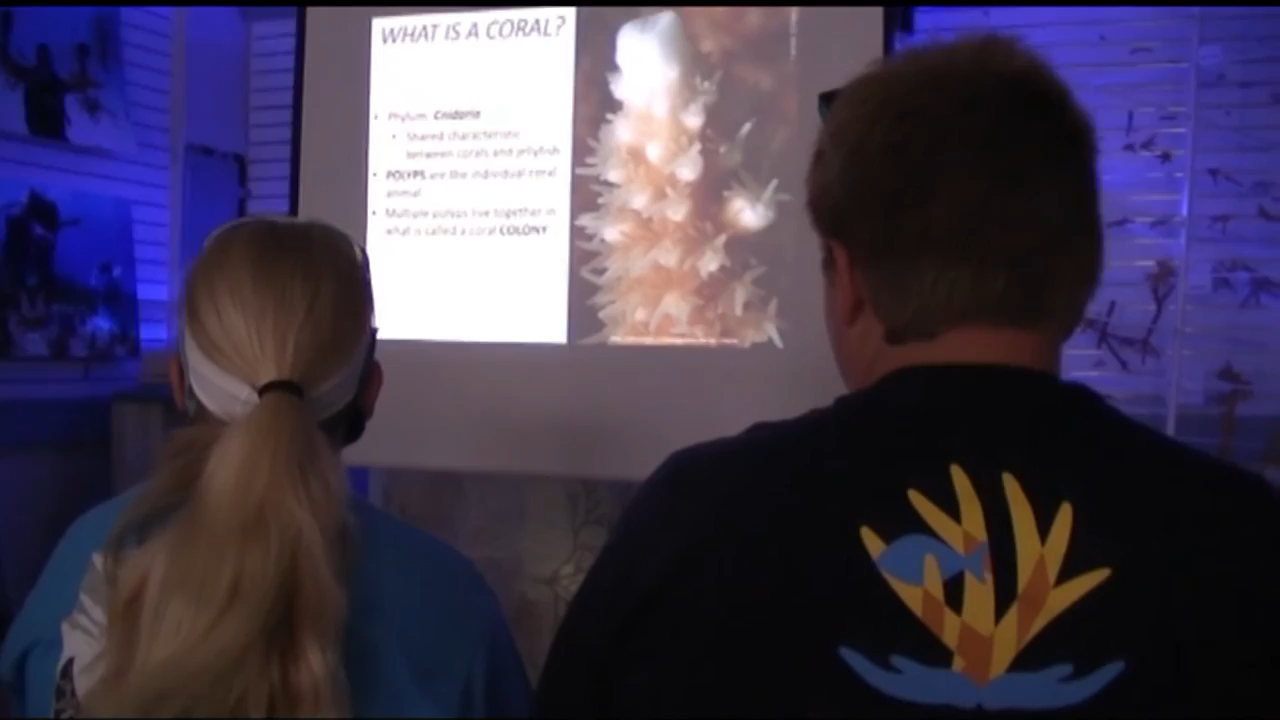 WHAT IS A CORAL?
• Phylum: Cnidaria
• Shared characteristic
between corals and jellyfish
• POLYPS are the individual coral
animal
• Multiple polyps live together in
what is called a coral COLONY